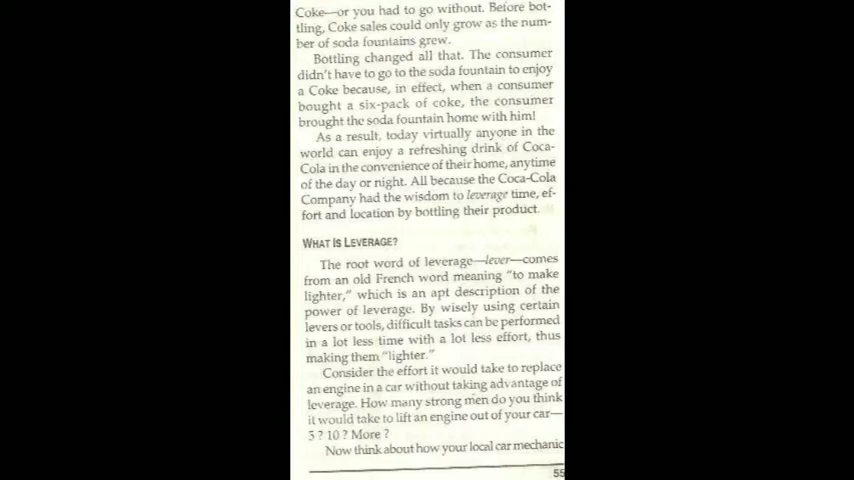 Coke—or you had to go without. Before bot-
tling, Coke sales could only grow as the num-
ber of soda fountains grew.
Bottling changed all that. The consumer
didn't have to go to the soda fountain to enjoy
a Coke because, in effect, when a consumer
bought a six-pack of coke, the consumer
brought the soda fountain home with him!
As a result, today virtually anyone in the
world can enjoy a refreshing drink of Coca-
Cola in the convenience of their home, anytime
of the day or night. All because the Coca-Cola
Company had the wisdom to leverage time, ef-
fort and location by bottling their product.
WHAT IS LEVERAGE?
The root word of leverage—lever—comes
from an old French word meaning "to make
lighter," which is an apt description of the
power of leverage. By wisely using certain
levers or tools, difficult tasks can be performed
in a lot less time with a lot less effort, thus
making them "lighter."
Consider the effort it would take to replace
an engine in a car without taking advantage of
leverage. How many strong men do you think
it would take to lift an engine out of your car—
5 ? 10 ? More ?
Now think about how your local car mechanic
55